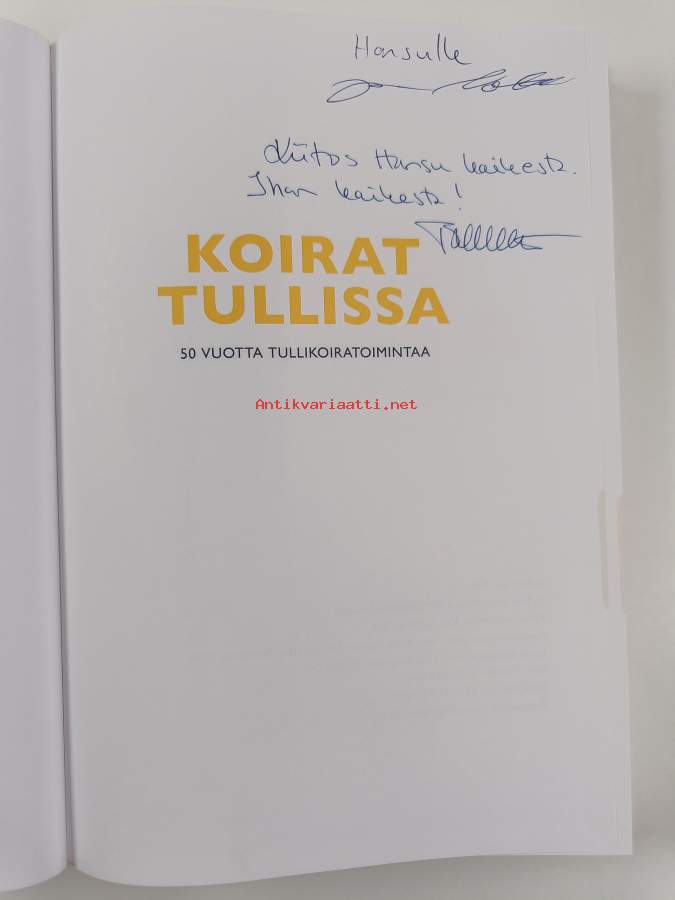 Hansulle
Kiitos Hansu kaikesta.
Ihan kaikesta!
KOIRAT
TULLISSA
50 VUOTTA TULLIKOIRATOIMINTAA
Antikvariaatti.net